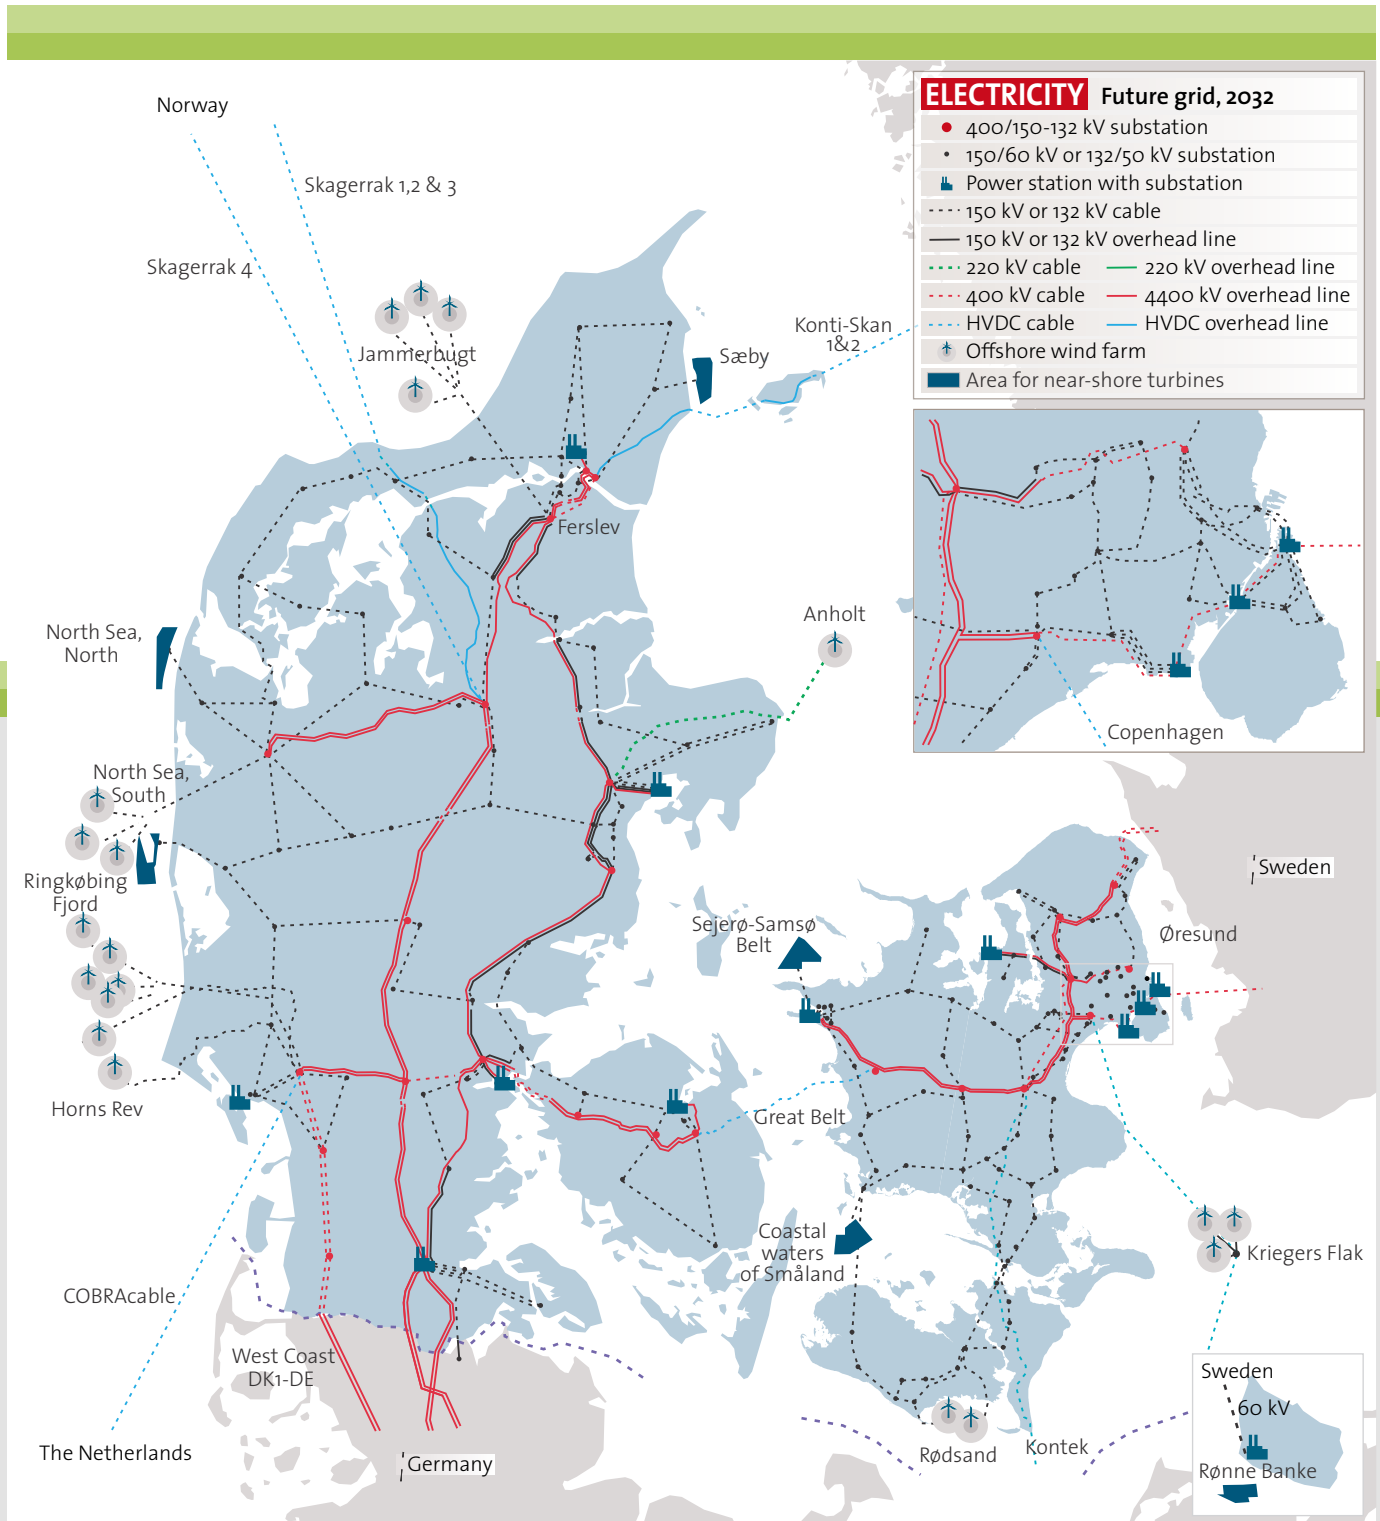 Norway
Skagerrak 1,2 & 3
Skagerrak 4
Jammerbugt
Konti-Skan
1&2
Sæby
Ferslev
Anholt
North Sea,
North
North Sea,
South
Ringkøbing
Fjord
Horns Rev
COBRAcable
West Coast
DK1-DE
The Netherlands
Germany
Sejerø-Samsø
Belt
Great Belt
Coastal
waters
of Småland
Rødsand
Kontek
Øresund
Sweden
Kriegers Flak
Sweden
60 kV
Rønne Banke
Copenhagen
ELECTRICITY Future grid, 2032
400/150-132 kV substation
150/60 kV or 132/50 kV substation
Power station with substation
150 kV or 132 kV cable
150 kV or 132 kV overhead line
220 kV cable 220 kV overhead line
400 kV cable 4400 kV overhead line
HVDC cable HVDC overhead line
Offshore wind farm
Area for near-shore turbines